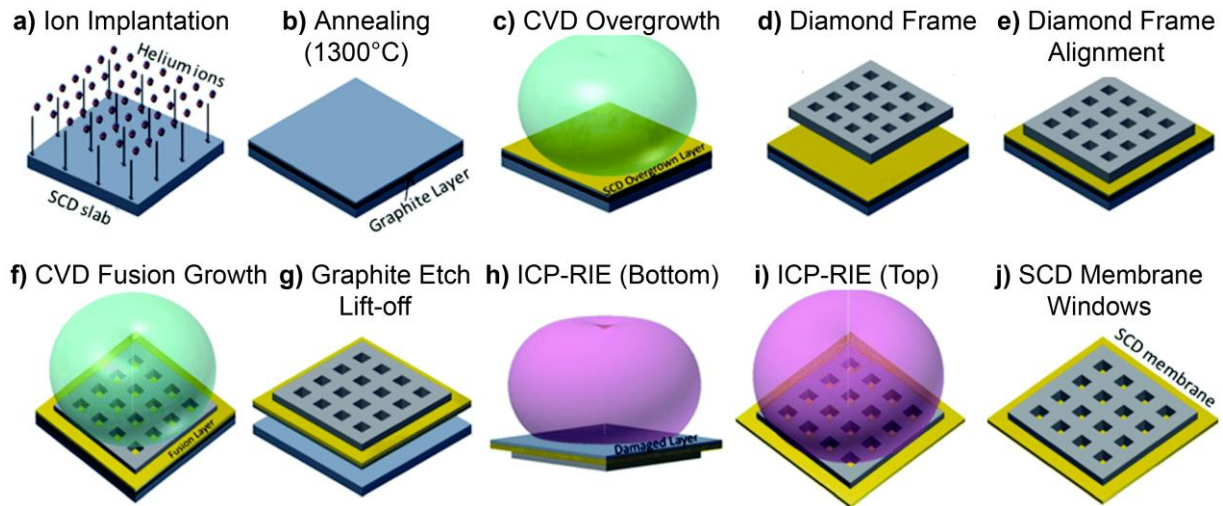 a) Ion Implantation
Helium ions
SCD slab
b) Annealing
(1300°C)
Graphite Layer
c) CVD Overgrowth
SCD Overgrown Layer
d) Diamond Frame
e) Diamond Frame
Alignment
f) CVD Fusion Growth
Fusion Layer
g) Graphite Etch
Lift-off
h) ICP-RIE (Bottom)
Damaged Layer
i) ICP-RIE (Top)
j) SCD Membrane
Windows
SCD membrane